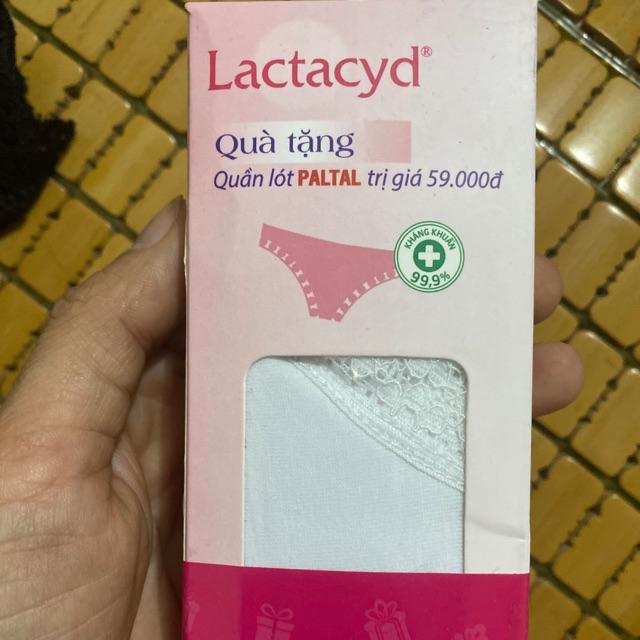 Lactacyd®
Quà tặng
Quần lót PALTAL trị giá 59.000đ
KHÁNG KHUẨN
99,9%